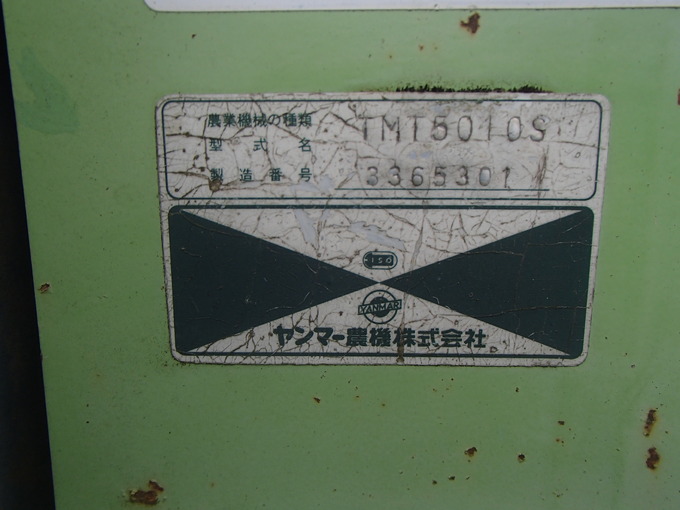 農業機械の種類
TMT5010S
型式名
製造番号 3365301
ISO
YANMAR
ヤンマー農機株式会社